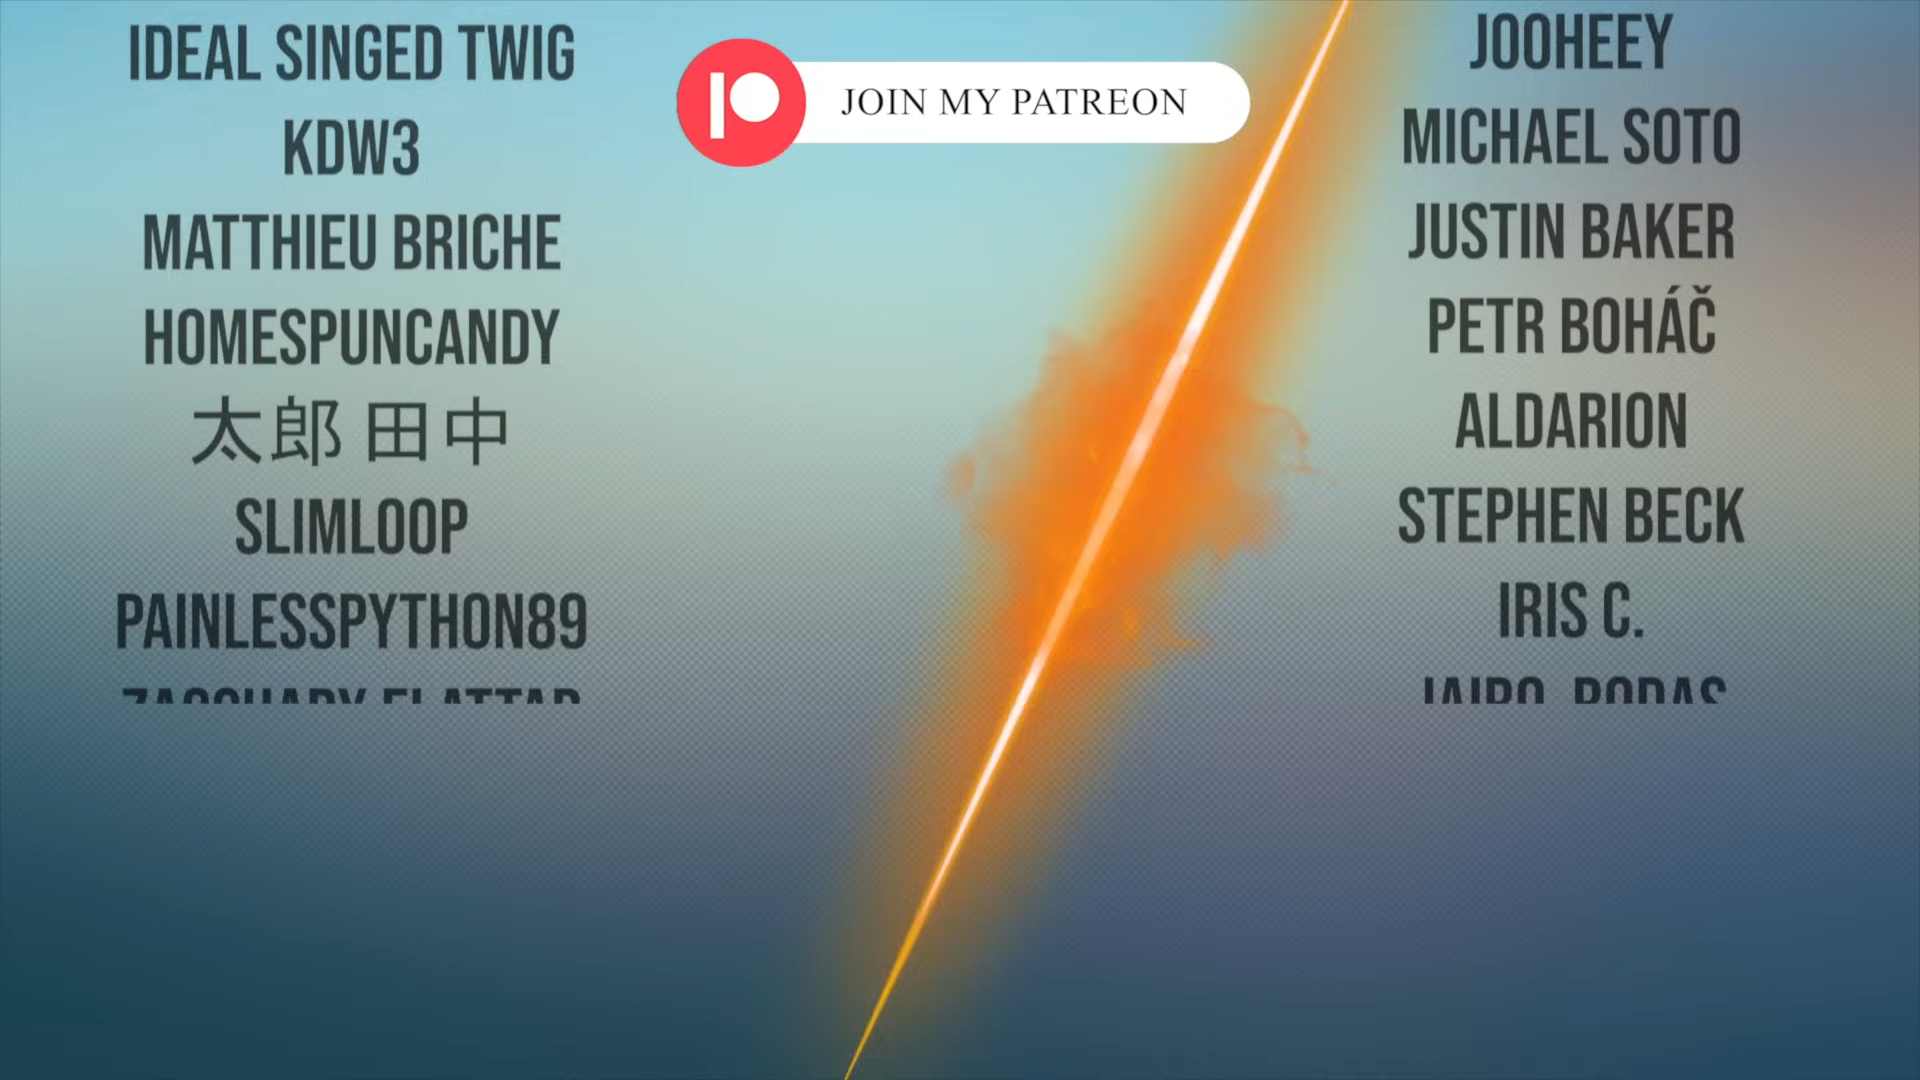 IDEAL SINGED TWIG
KDW3
MATTHIEU BRICHE
HOMESPUNCANDY
太郎 田中
SLIMLOOP
PAINLESSPYTHON89
JOIN MY PATREON
JOOHEEY
MICHAEL SOTO
JUSTIN BAKER
PETR BOHÁČ
ALDARION
STEPHEN BECK
IRIS C.